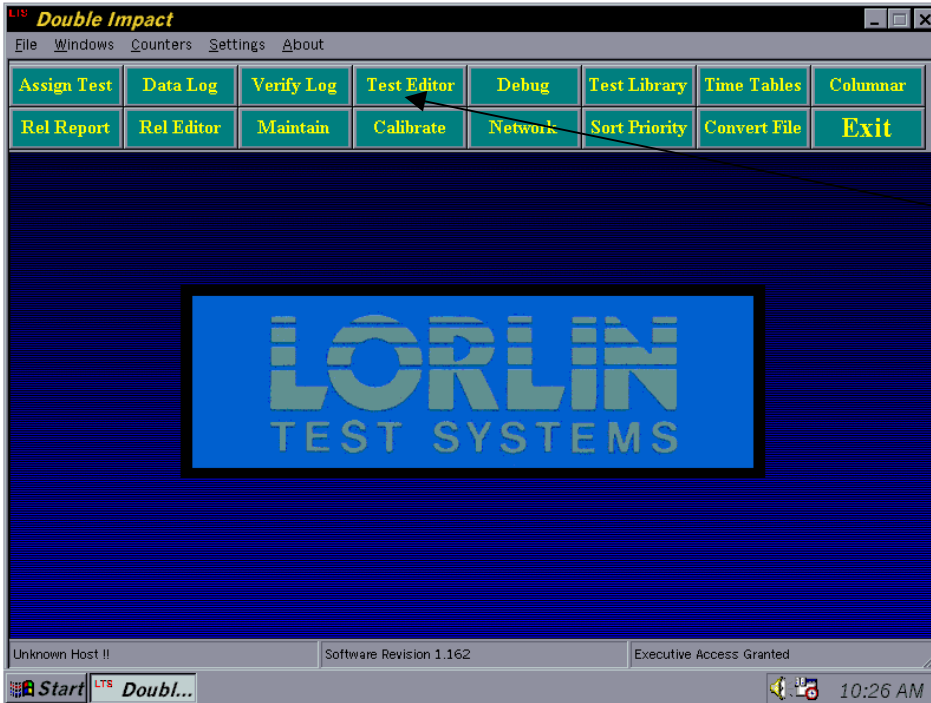 LTS Double Impact
File Windows Counters Settings About
Assign Test Data Log Verify Log Test Editor Debug Test Library Time Tables Columnar
Rel Report Rel Editor Maintain Calibrate Network Sort Priority Convert File Exit
LORLIN
TEST SYSTEMS
Unknown Host !! Software Revision 1.162 Executive Access Granted
Start LTS Doubl... 10:26 AM